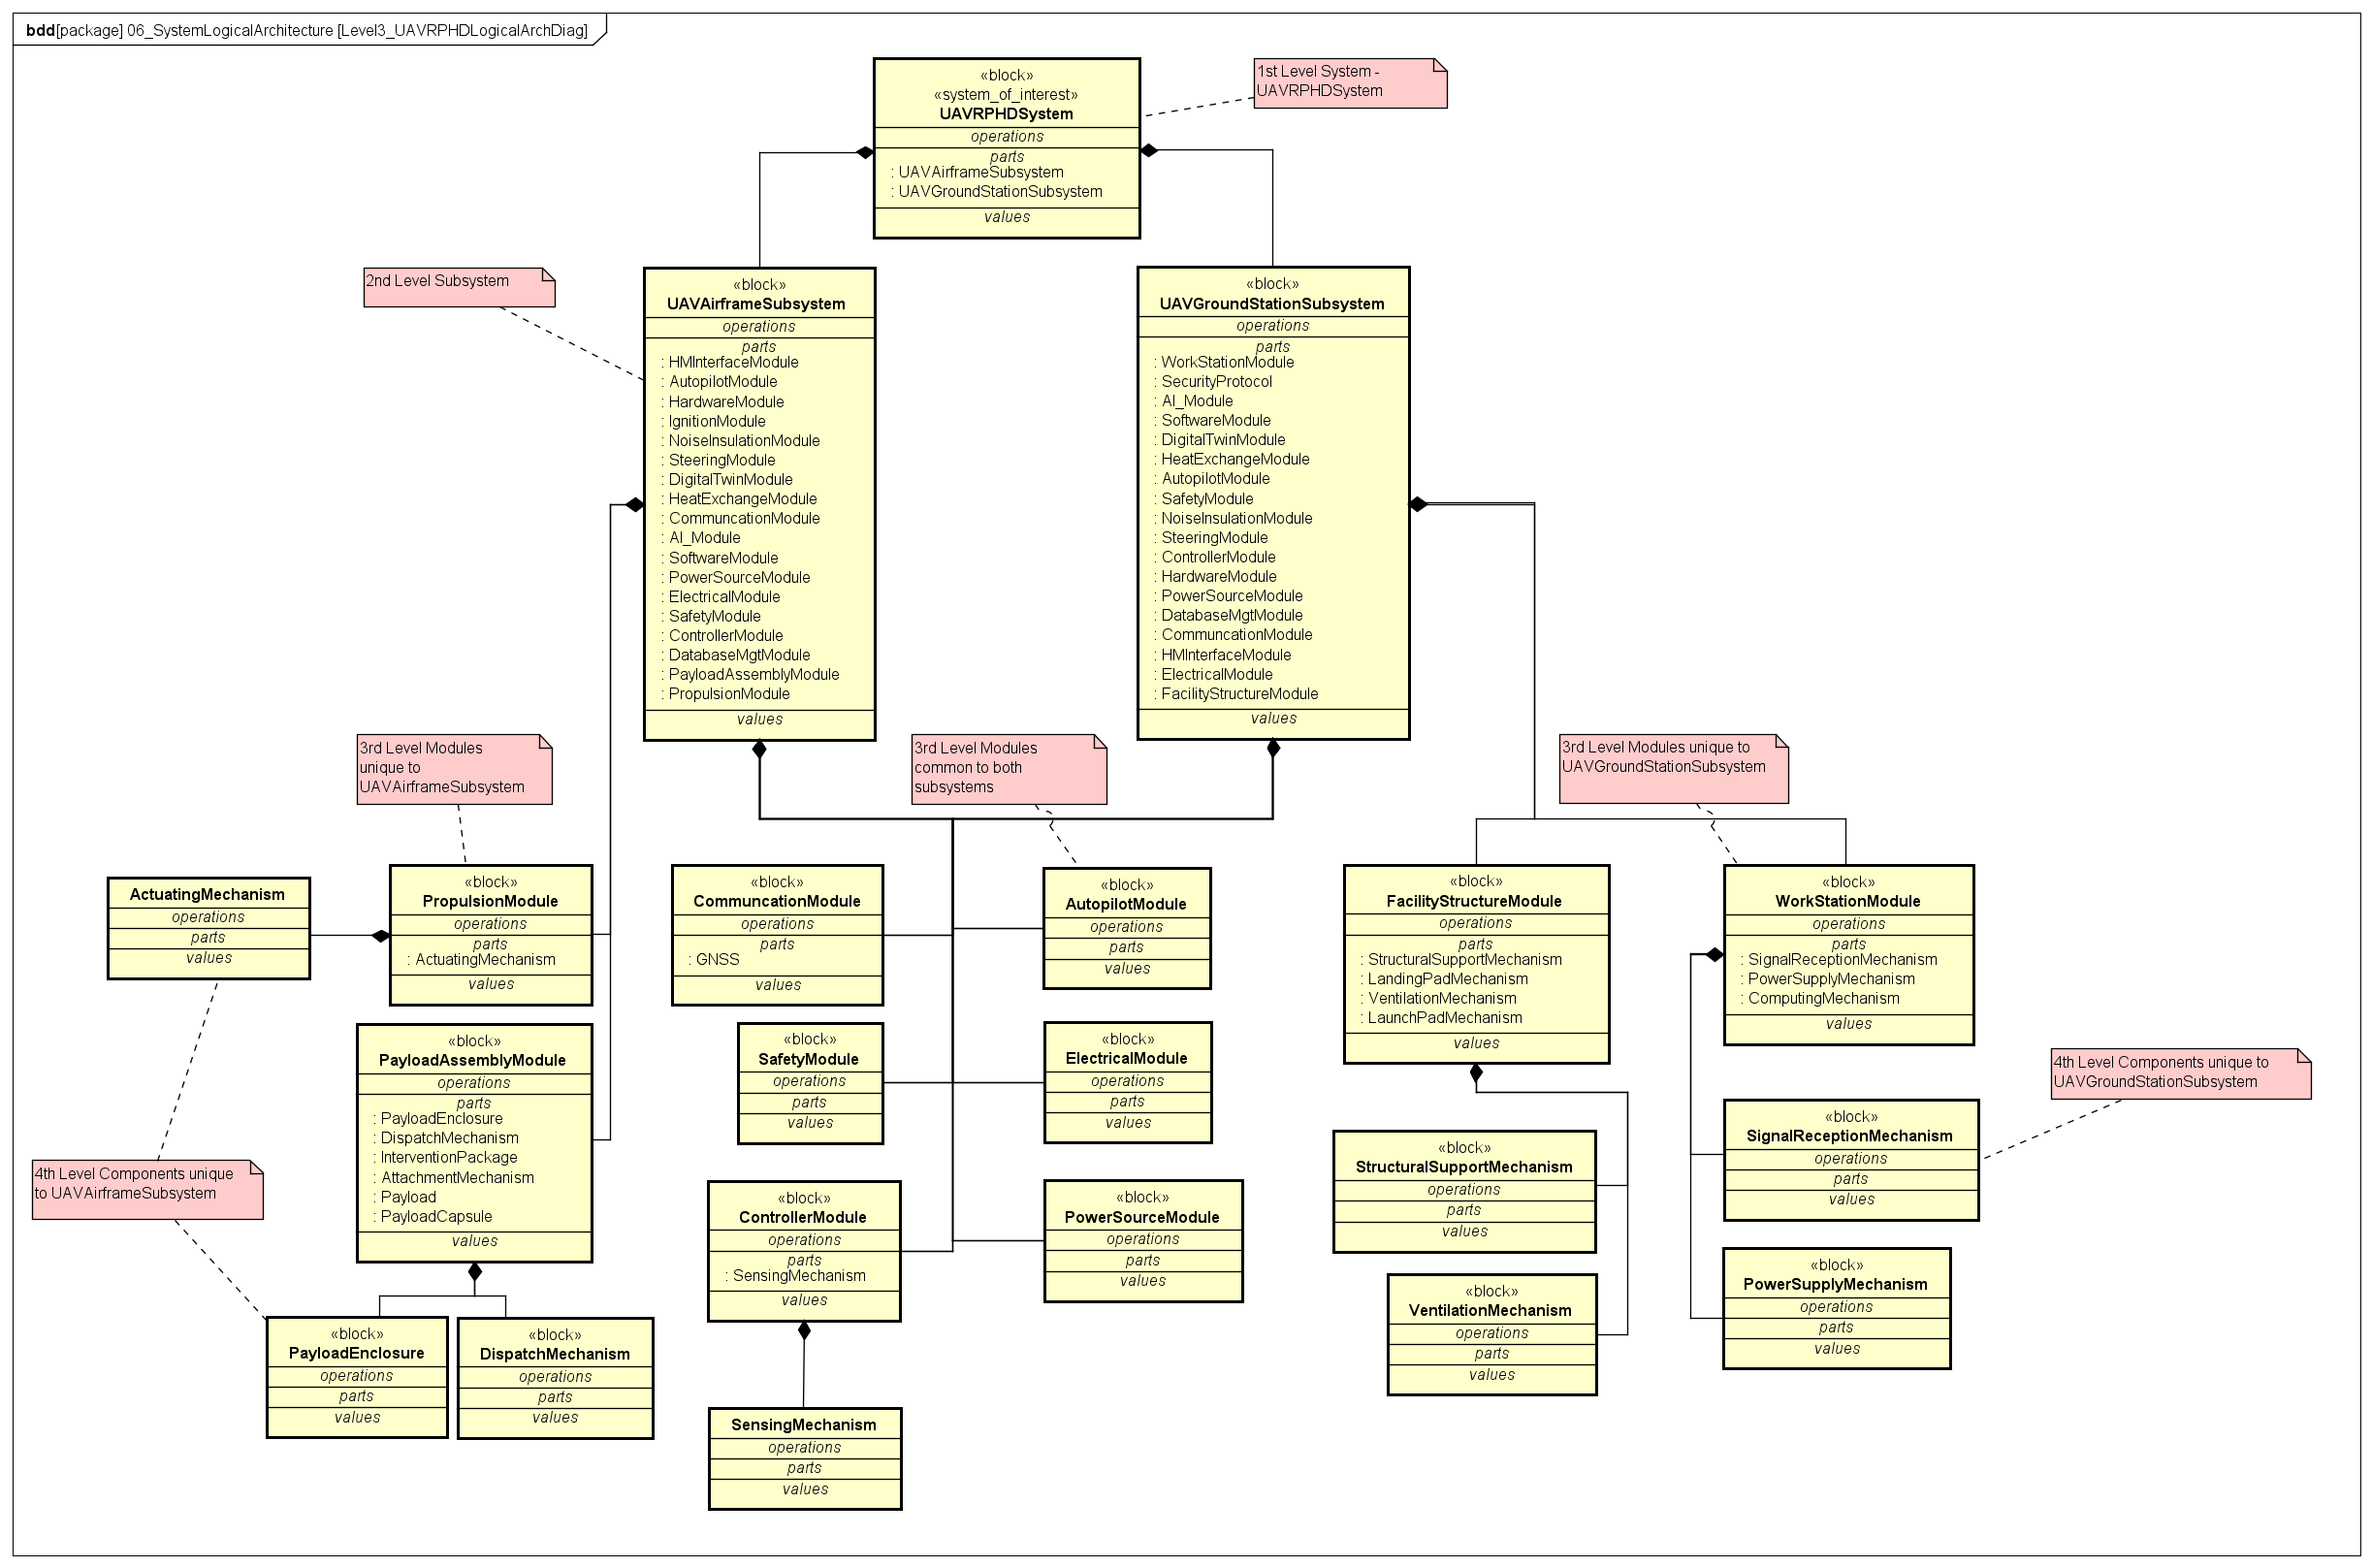 bdd[package] 06_SystemLogicalArchitecture [Level3_UAVRPHDLogicalArchDiag]
«block»
«system_of_interest»
UAVRPHDSystem
operations
parts
: UAVAirframeSubsystem
: UAVGroundStationSubsystem
values
1st Level System -
UAVRPHDSystem
2nd Level Subsystem
«block»
UAVAirframeSubsystem
operations
parts
: HMInterfaceModule
: AutopilotModule
: HardwareModule
: IgnitionModule
: NoiseInsulationModule
: SteeringModule
: DigitalTwinModule
: HeatExchangeModule
: CommuncationModule
: AI_Module
: SoftwareModule
: PowerSourceModule
: ElectricalModule
: SafetyModule
: ControllerModule
: DatabaseMgtModule
: PayloadAssemblyModule
: PropulsionModule
values
«block»
UAVGroundStationSubsystem
operations
parts
: WorkStationModule
: SecurityProtocol
: AI_Module
: SoftwareModule
: DigitalTwinModule
: HeatExchangeModule
: AutopilotModule
: SafetyModule
: NoiseInsulationModule
: SteeringModule
: ControllerModule
: HardwareModule
: PowerSourceModule
: DatabaseMgtModule
: CommuncationModule
: HMInterfaceModule
: ElectricalModule
: FacilityStructureModule
values
3rd Level Modules
unique to
UAVAirframeSubsystem
3rd Level Modules
common to both
subsystems
3rd Level Modules unique to
UAVGroundStationSubsystem
ActuatingMechanism
operations
parts
values
«block»
PropulsionModule
operations
parts
: ActuatingMechanism
values
«block»
CommuncationModule
operations
parts
: GNSS
values
«block»
AutopilotModule
operations
parts
values
«block»
FacilityStructureModule
operations
parts
: StructuralSupportMechanism
: LandingPadMechanism
: VentilationMechanism
: LaunchPadMechanism
values
«block»
WorkStationModule
operations
parts
: SignalReceptionMechanism
: PowerSupplyMechanism
: ComputingMechanism
values
«block»
PayloadAssemblyModule
operations
parts
: PayloadEnclosure
: DispatchMechanism
: InterventionPackage
: AttachmentMechanism
: Payload
: PayloadCapsule
values
«block»
SafetyModule
operations
parts
values
«block»
ElectricalModule
operations
parts
values
4th Level Components unique to
UAVGroundStationSubsystem
«block»
SignalReceptionMechanism
operations
parts
values
«block»
StructuralSupportMechanism
operations
parts
values
4th Level Components unique
to UAVAirframeSubsystem
«block»
ControllerModule
operations
parts
: SensingMechanism
values
«block»
PowerSourceModule
operations
parts
values
«block»
PowerSupplyMechanism
operations
parts
values
«block»
VentilationMechanism
operations
parts
values
«block»
PayloadEnclosure
operations
parts
values
«block»
DispatchMechanism
operations
parts
values
SensingMechanism
operations
parts
values